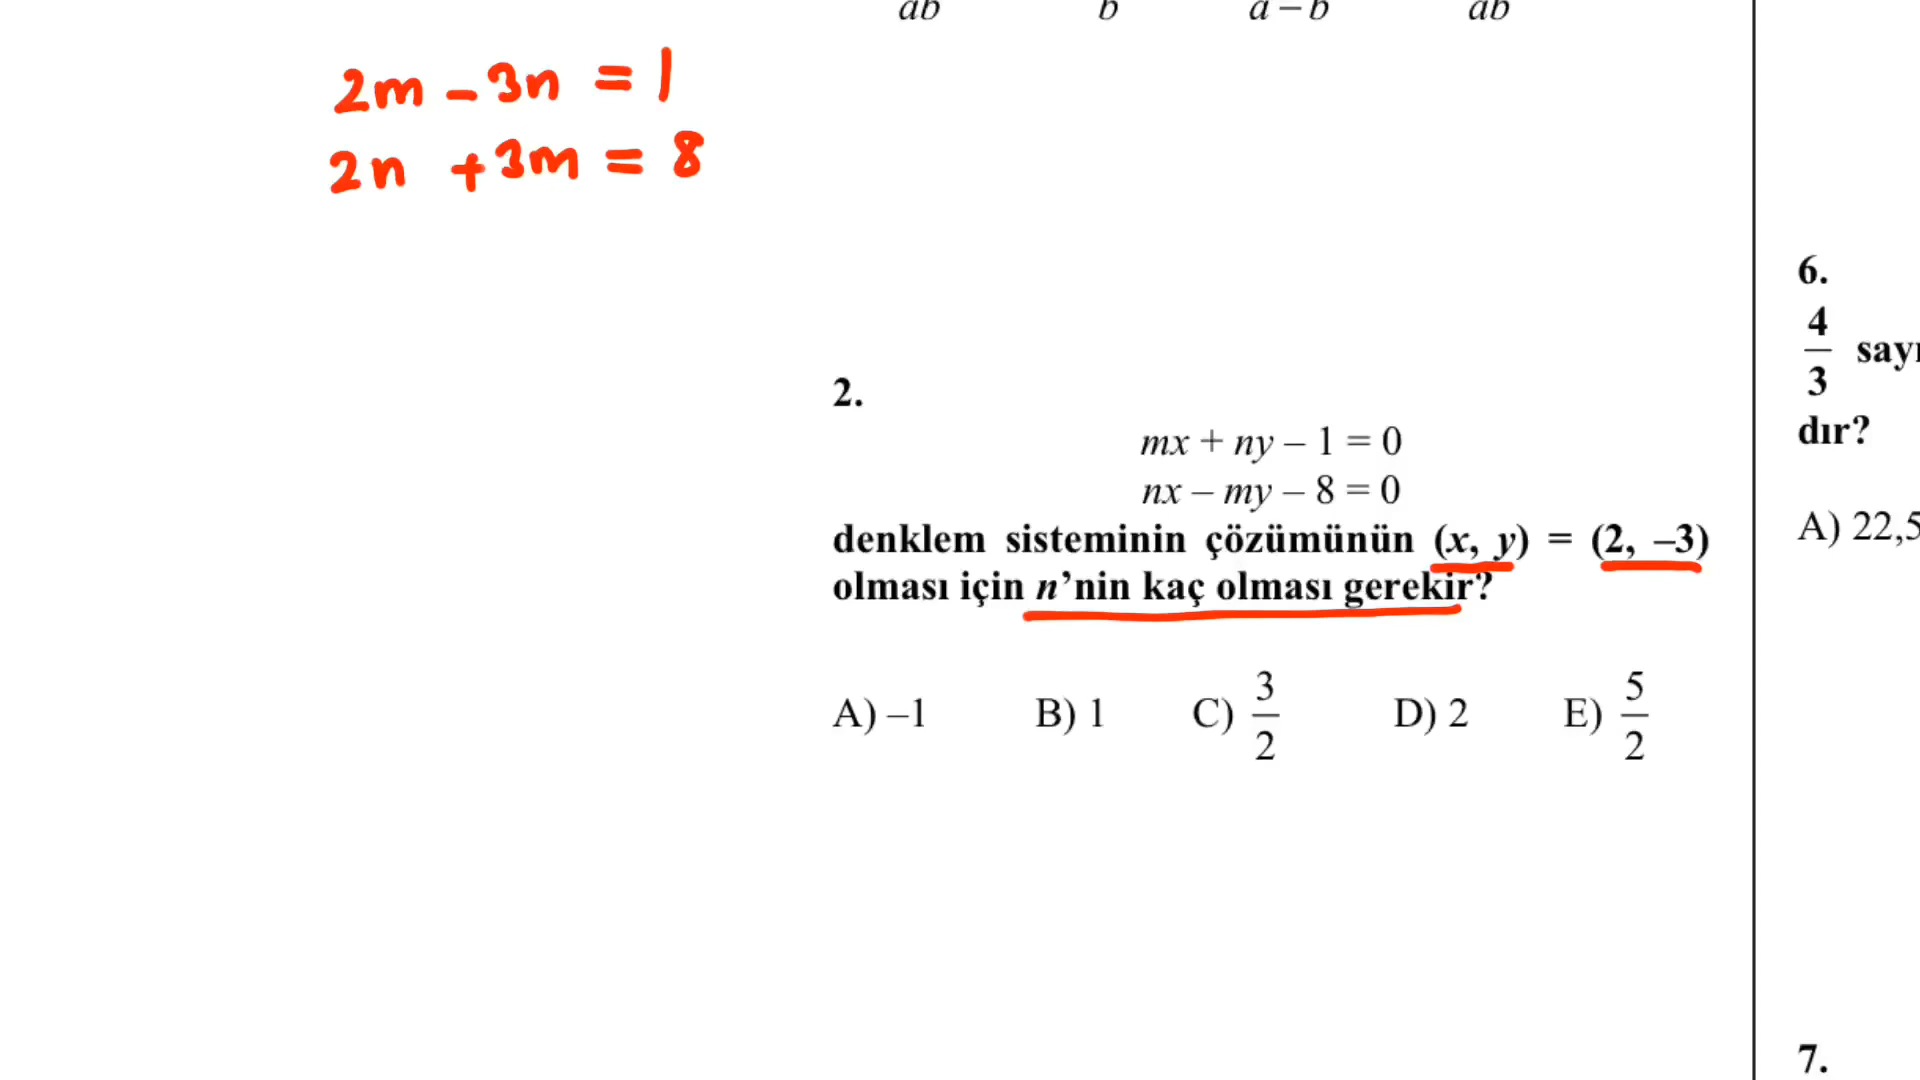 ab b a – b ab
2m – 3n = 1
2n + 3m = 8
2.
mx + ny – 1 = 0
nx – my – 8 = 0
denklem sisteminin çözümünün (x, y) = (2, –3)
olması için n’nin kaç olması gerekir?
A) –1 B) 1 C) 3/2 D) 2 E) 5/2
6.
4/3 sayı
dır?
A) 22,5
7.